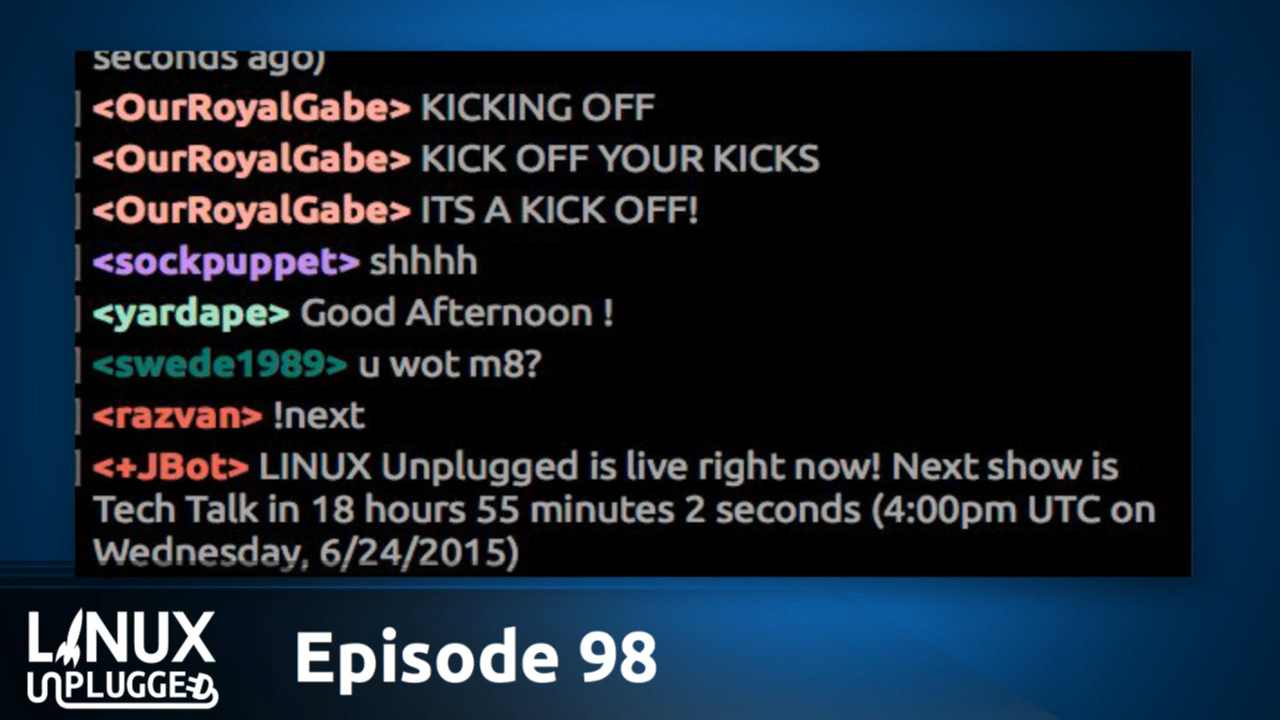 seconds ago)
<OurRoyalGabe> KICKING OFF
<OurRoyalGabe> KICK OFF YOUR KICKS
<OurRoyalGabe> ITS A KICK OFF!
<sockpuppet> shhhh
<yardape> Good Afternoon !
<swede1989> u wot m8?
<razvan> !next
<+JBot> LINUX Unplugged is live right now! Next show is
Tech Talk in 18 hours 55 minutes 2 seconds (4:00pm UTC on
Wednesday, 6/24/2015)
LINUX
UNPLUGGED
Episode 98